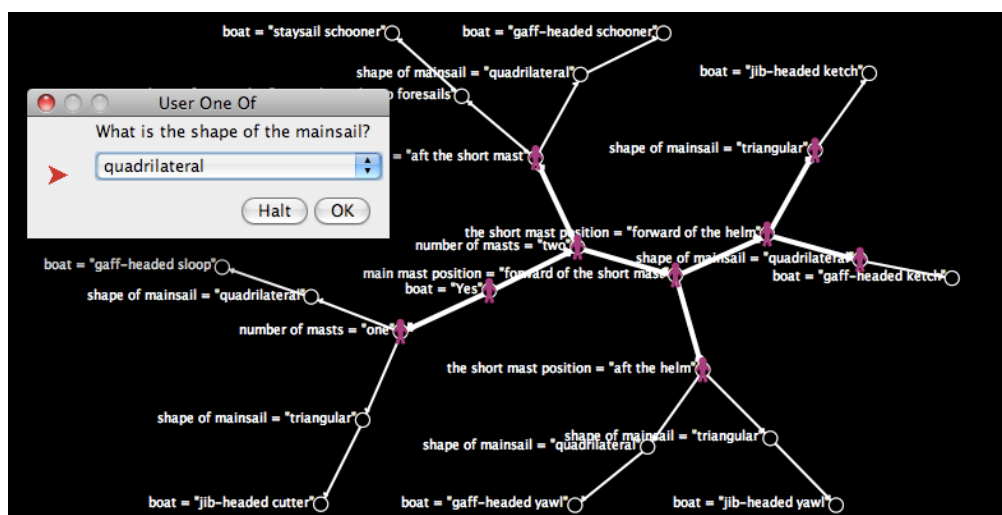 boat = "staysail schooner"
boat = "gaff-headed schooner"
shape of mainsail = "quadrilateral"
boat = "jib-headed ketch"
foresails
User One Of
What is the shape of the mainsail?
quadrilateral
Halt
OK
= "aft the short mast"
shape of mainsail = "triangular"
the short mast position = "forward of the helm"
number of masts = "two"
shape of mainsail = "quadrilateral"
boat = "gaff-headed sloop"
main mast position = "forward of the short mast"
boat = "gaff-headed ketch"
boat = "Yes"
shape of mainsail = "quadrilateral"
number of masts = "one"
the short mast position = "aft the helm"
shape of mainsail = "triangular"
shape of mainsail = "quadrilateral"
shape of mainsail = "triangular"
boat = "jib-headed cutter"
boat = "gaff-headed yawl"
boat = "jib-headed yawl"